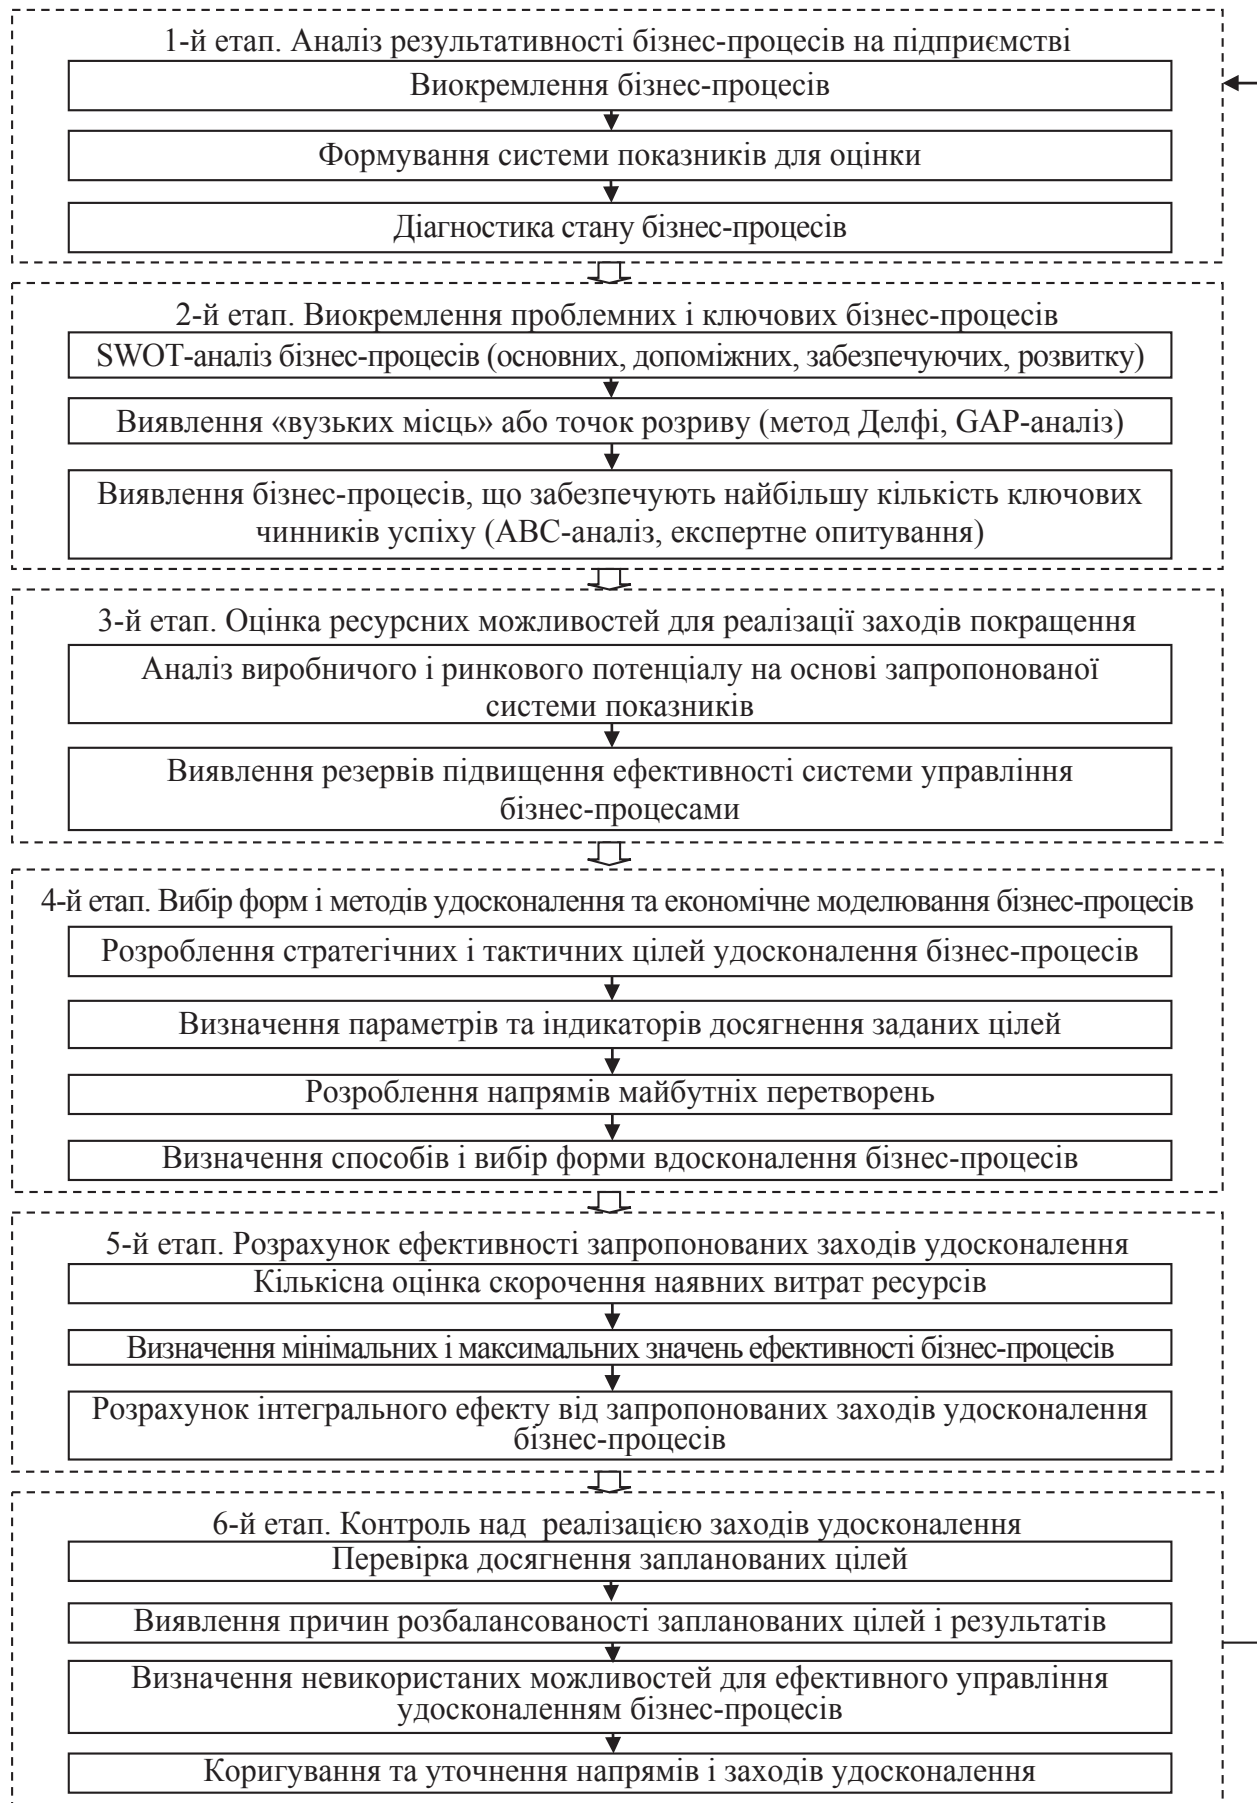 1-й етап. Аналіз результативності бізнес-процесів на підприємстві
Виокремлення бізнес-процесів
Формування системи показників для оцінки
Діагностика стану бізнес-процесів
2-й етап. Виокремлення проблемних і ключових бізнес-процесів
SWOT-аналіз бізнес-процесів (основних, допоміжних, забезпечуючих, розвитку)
Виявлення «вузьких місць» або точок розриву (метод Делфі, GAP-аналіз)
Виявлення бізнес-процесів, що забезпечують найбільшу кількість ключових
чинників успіху (АВС-аналіз, експертне опитування)
3-й етап. Оцінка ресурсних можливостей для реалізації заходів покращення
Аналіз виробничого і ринкового потенціалу на основі запропонованої
системи показників
Виявлення резервів підвищення ефективності системи управління
бізнес-процесами
4-й етап. Вибір форм і методів удосконалення та економічне моделювання бізнес-процесів
Розроблення стратегічних і тактичних цілей удосконалення бізнес-процесів
Визначення параметрів та індикаторів досягнення заданих цілей
Розроблення напрямів майбутніх перетворень
Визначення способів і вибір форми вдосконалення бізнес-процесів
5-й етап. Розрахунок ефективності запропонованих заходів удосконалення
Кількісна оцінка скорочення наявних витрат ресурсів
Визначення мінімальних і максимальних значень ефективності бізнес-процесів
Розрахунок інтегрального ефекту від запропонованих заходів удосконалення
бізнес-процесів
6-й етап. Контроль над реалізацією заходів удосконалення
Перевірка досягнення запланованих цілей
Виявлення причин розбалансованості запланованих цілей і результатів
Визначення невикористаних можливостей для ефективного управління
удосконаленням бізнес-процесів
Коригування та уточнення напрямів і заходів удосконалення